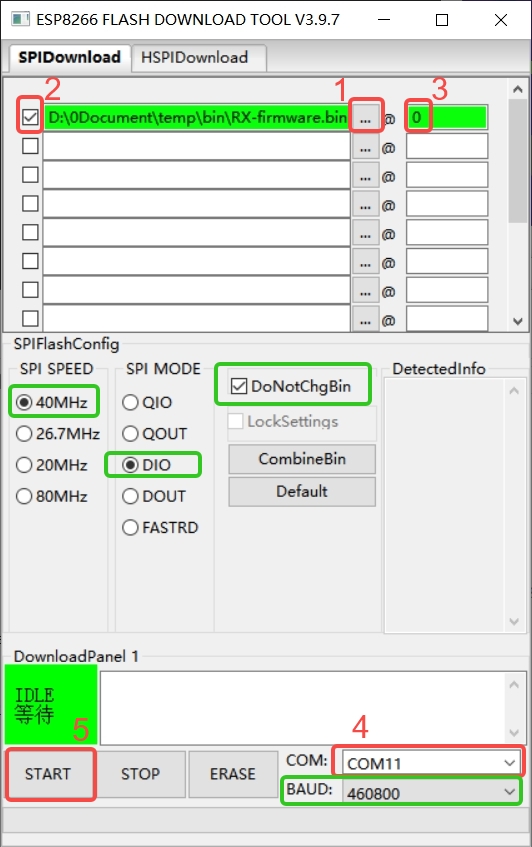 ESP8266 FLASH DOWNLOAD TOOL V3.9.7
SPIDownload HSPIDownload
2 1 3
D:\0Document\temp\bin\RX-firmware.bin ... @ 0
... @
... @
... @
... @
... @
... @
... @
SPIFlashConfig
SPI SPEED SPI MODE DoNotChgBin DetectedInfo
40MHz QIO LockSettings
26.7MHz QOUT CombineBin
20MHz DIO Default
80MHz DOUT
FASTRD
DownloadPanel 1
IDLE
等待
5 4
START STOP ERASE COM: COM11
BAUD: 460800